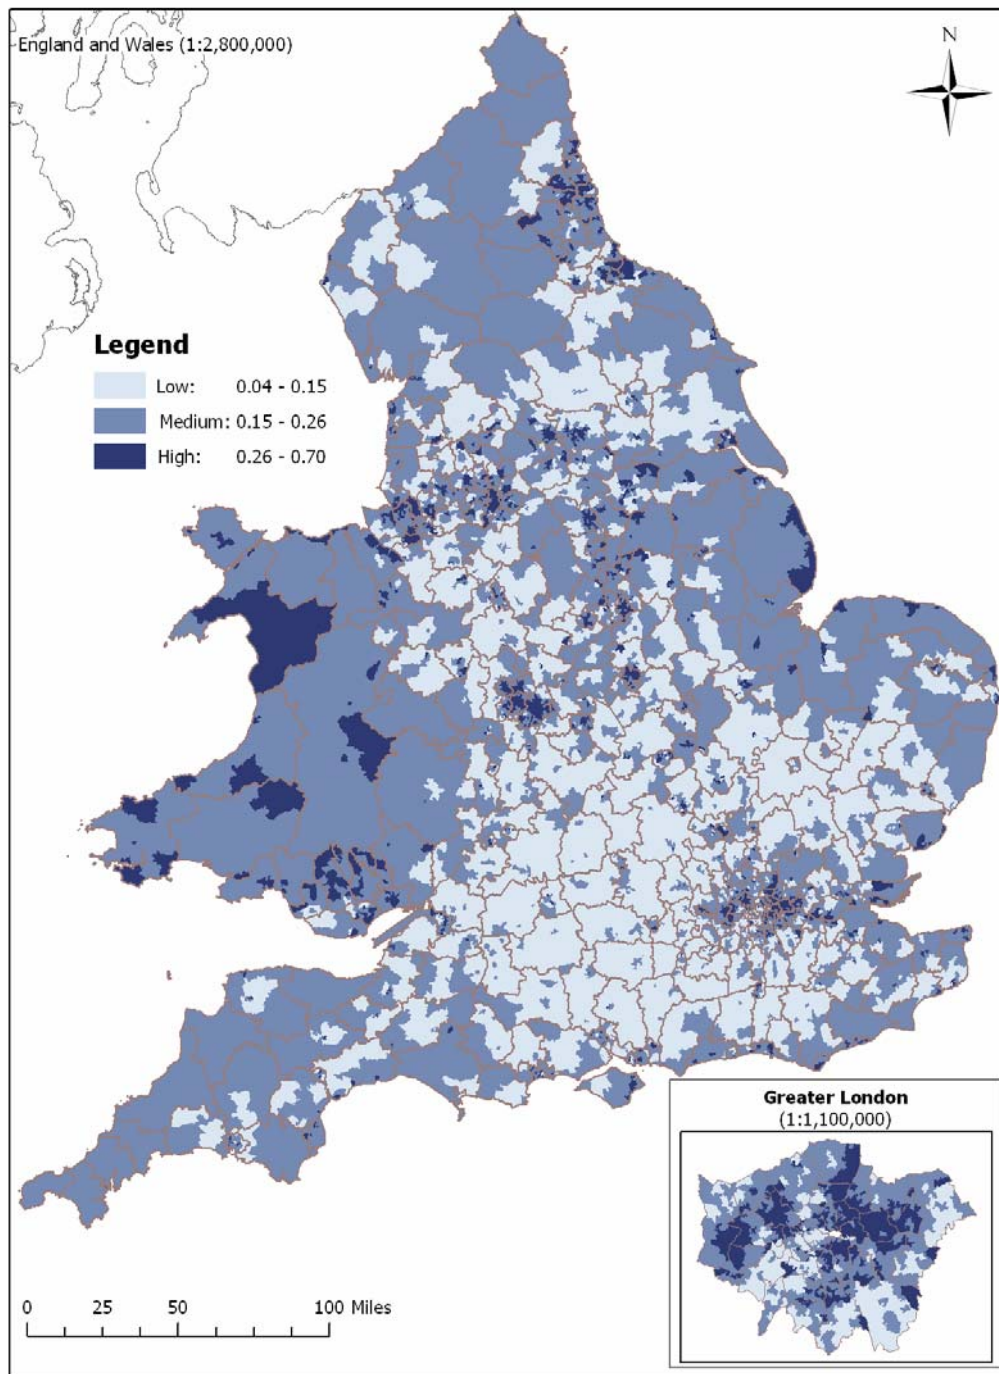 England and Wales (1:2,800,000)
N
Legend
Low: 0.04 - 0.15
Medium: 0.15 - 0.26
High: 0.26 - 0.70
Greater London
(1:1,100,000)
0 25 50 100 Miles